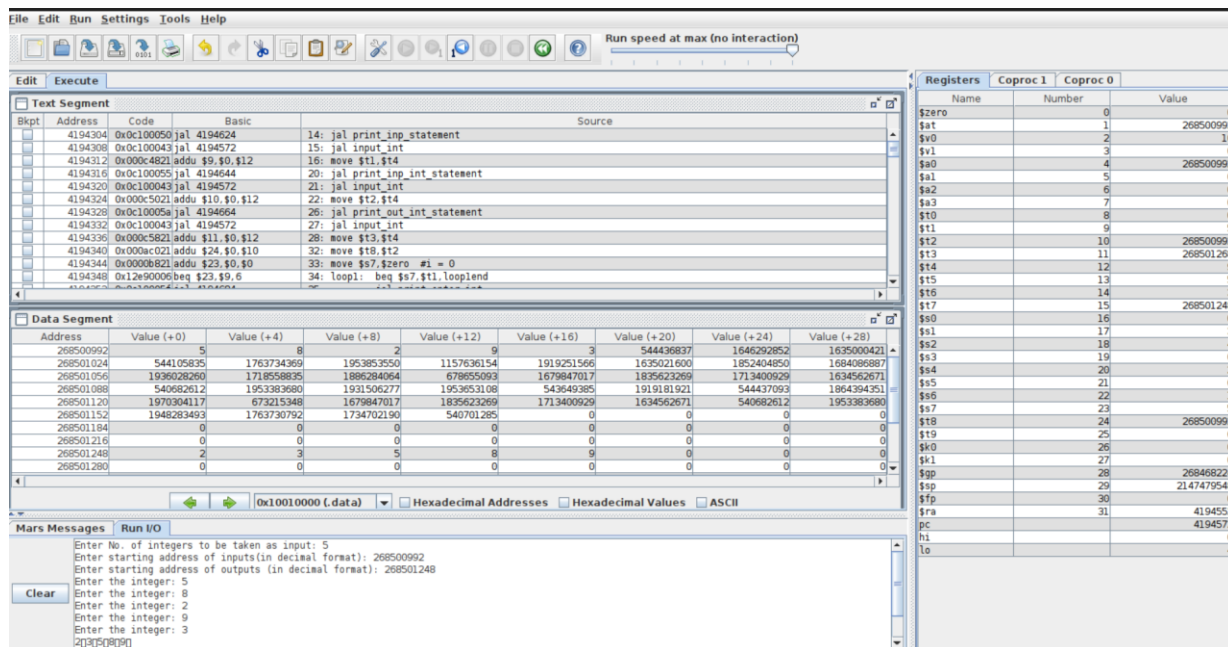 File Edit Run Settings Tools Help
Run speed at max (no interaction)
Edit Execute
Text Segment
Bkpt Address Code Basic Source
4194304 0x0c100050 jal 4194624 14: jal print_inp_statement
4194308 0x0c100043 jal 4194572 15: jal input_int
4194312 0x000c4821 addu $9,$0,$12 16: move $t1,$t4
4194316 0x0c100055 jal 4194644 20: jal print_inp_int_statement
4194320 0x0c100043 jal 4194572 21: jal input_int
4194324 0x000c5021 addu $10,$0,$12 22: move $t2,$t4
4194328 0x0c10005a jal 4194664 26: jal print_out_int_statement
4194332 0x0c100043 jal 4194572 27: jal input_int
4194336 0x000c5821 addu $11,$0,$12 28: move $t3,$t4
4194340 0x000ac021 addu $24,$0,$10 32: move $t8,$t2
4194344 0x0000b821 addu $23,$0,$0 33: move $s7,$zero #i = 0
4194348 0x12e90006 beq $23,$9,6 34: loop1: beq $s7,$t1,loop1end
Data Segment
Address Value (+0) Value (+4) Value (+8) Value (+12) Value (+16) Value (+20) Value (+24) Value (+28)
268500992 5 8 2 9 3 544436837 1646292852 1635000421
268501024 544105835 1763734369 1953853550 1157636154 1919251566 1635021600 1852404850 1684086887
268501056 1936028260 1718558835 1886284064 678655093 1679847017 1835623269 1713400929 1634562671
268501088 540682612 1953383680 1931506277 1953653108 543649385 1919181921 544437093 1864394351
268501120 1970304117 673215348 1679847017 1835623269 1713400929 1634562671 540682612 1953383680
268501152 1948283493 1763730792 1734702190 540701285 0 0 0 0
268501184 0 0 0 0 0 0 0 0
268501216 0 0 0 0 0 0 0 0
268501248 2 3 5 8 9 0 0 0
268501280 0 0 0 0 0 0 0 0
0x10010000 (.data) Hexadecimal Addresses Hexadecimal Values ASCII
Mars Messages Run I/O
Enter No. of integers to be taken as input: 5
Enter starting address of inputs(in decimal format): 268500992
Enter starting address of outputs (in decimal format): 268501248
Enter the integer: 5
Enter the integer: 8
Enter the integer: 2
Enter the integer: 9
Enter the integer: 3
2▯3▯5▯8▯9▯
Clear
Registers Coproc 1 Coproc 0
Name Number Value
$zero 0
$at 1 26850099
$v0 2 1
$v1 3
$a0 4 26850099
$a1 5
$a2 6
$a3 7
$t0 8
$t1 9
$t2 10 26850099
$t3 11 26850126
$t4 12
$t5 13
$t6 14
$t7 15 26850124
$s0 16
$s1 17
$s2 18
$s3 19
$s4 20
$s5 21
$s6 22
$s7 23
$t8 24 26850099
$t9 25
$k0 26
$k1 27
$gp 28 26846822
$sp 29 214747954
$fp 30
$ra 31 419455
pc 419457
hi
lo